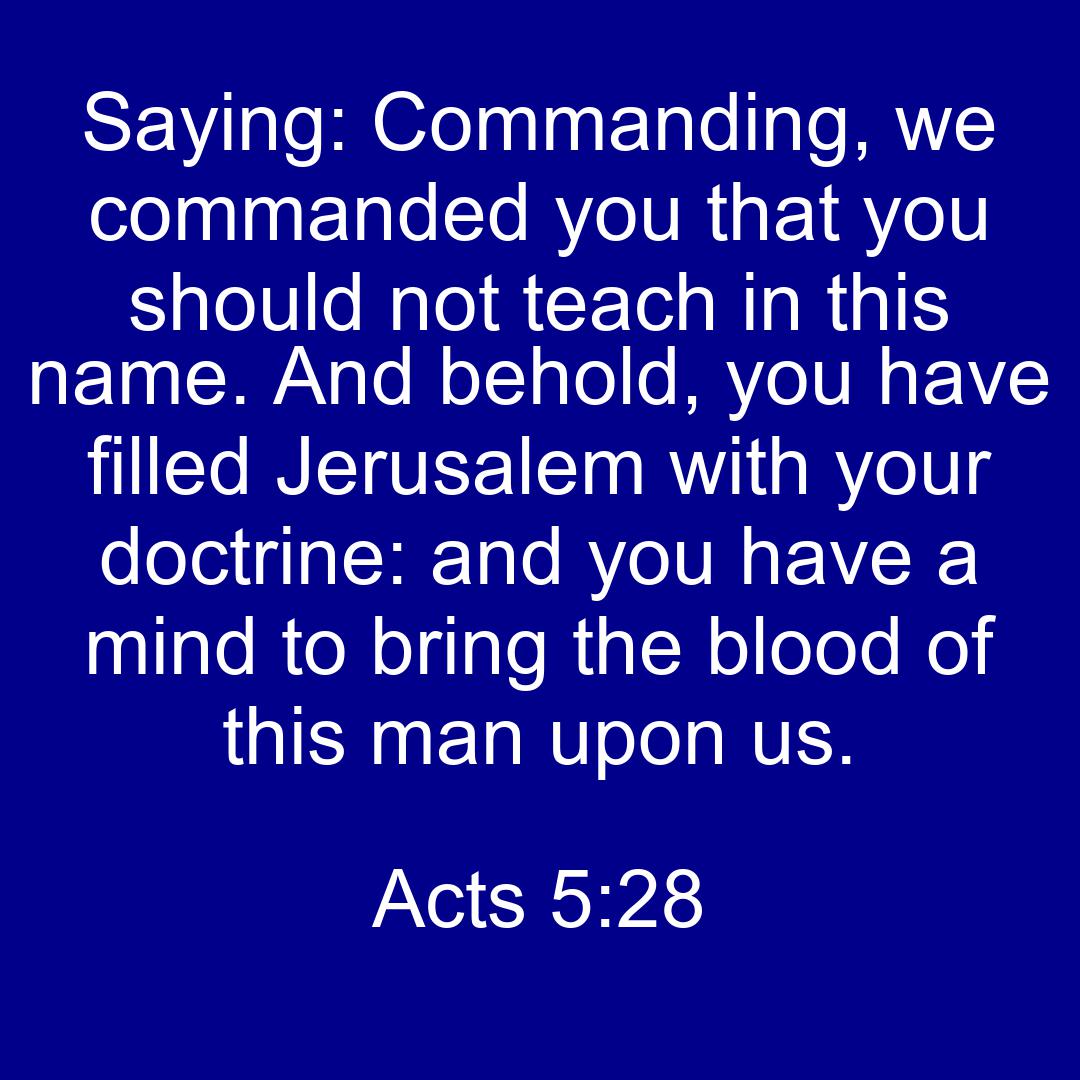 Saying: Commanding, we
commanded you that you
should not teach in this
name. And behold, you have
filled Jerusalem with your
doctrine: and you have a
mind to bring the blood of
this man upon us.
Acts 5:28